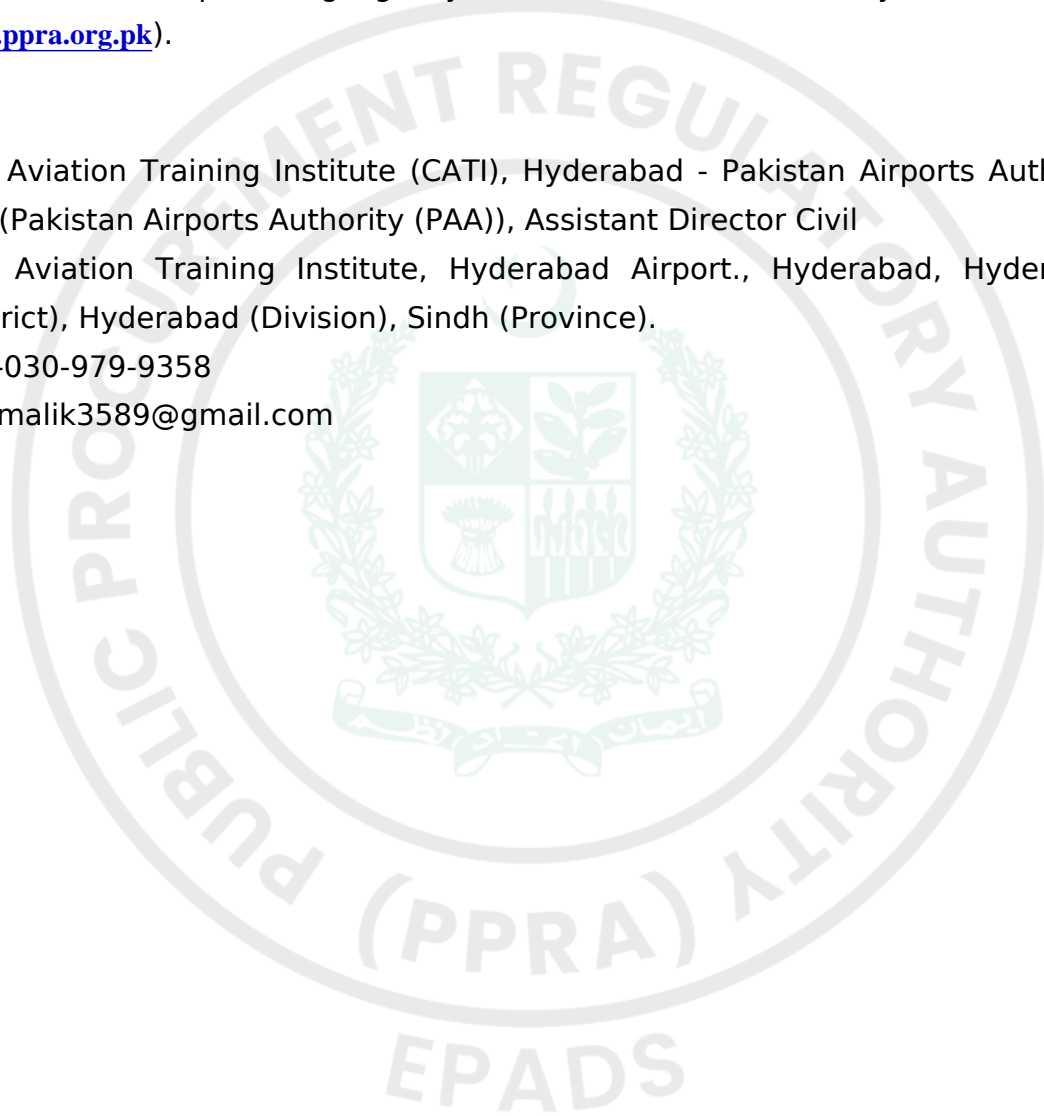 .ppra.org.pk).
Aviation Training Institute (CATI), Hyderabad - Pakistan Airports Auth
(Pakistan Airports Authority (PAA)), Assistant Director Civil
Aviation Training Institute, Hyderabad Airport., Hyderabad, Hyder
rict), Hyderabad (Division), Sindh (Province).
-030-979-9358
malik3589@gmail.com
PUBLIC PROCUREMENT REGULATORY AUTHORITY
(PPRA)
EPADS